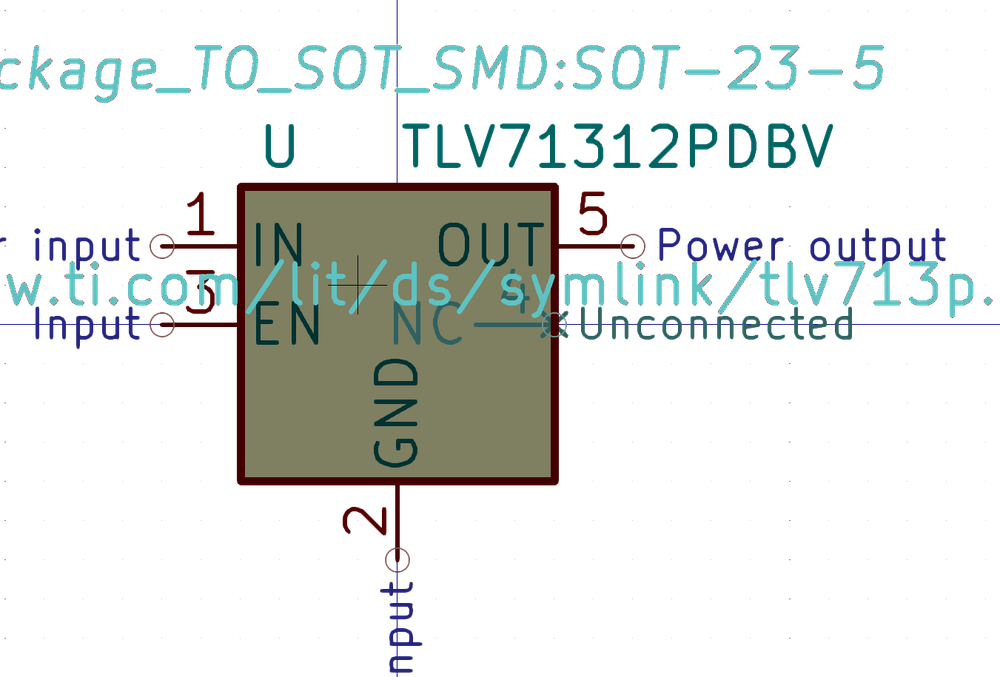 ckage_TO_SOT_SMD:SOT-23-5
U TLV71312PDBV
1 5
r input IN OUT Power output
w.ti.com/lit/ds/symlink/tlv713p.
3 4
Input EN NC Unconnected
GND
2
nput